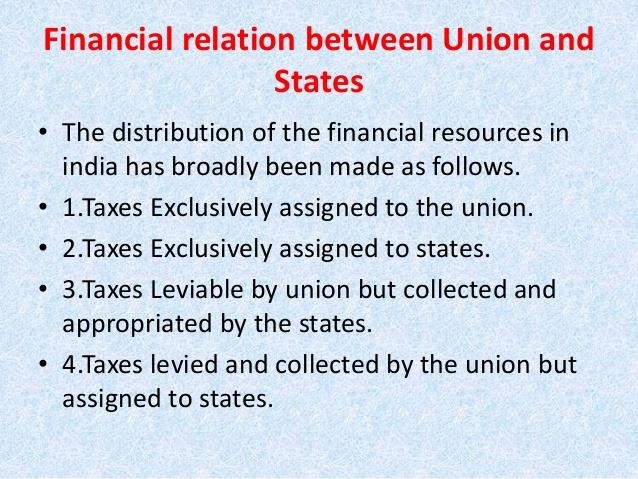 Financial relation between Union and
States
• The distribution of the financial resources in
india has broadly been made as follows.
• 1.Taxes Exclusively assigned to the union.
• 2.Taxes Exclusively assigned to states.
• 3.Taxes Leviable by union but collected and
appropriated by the states.
• 4.Taxes levied and collected by the union but
assigned to states.